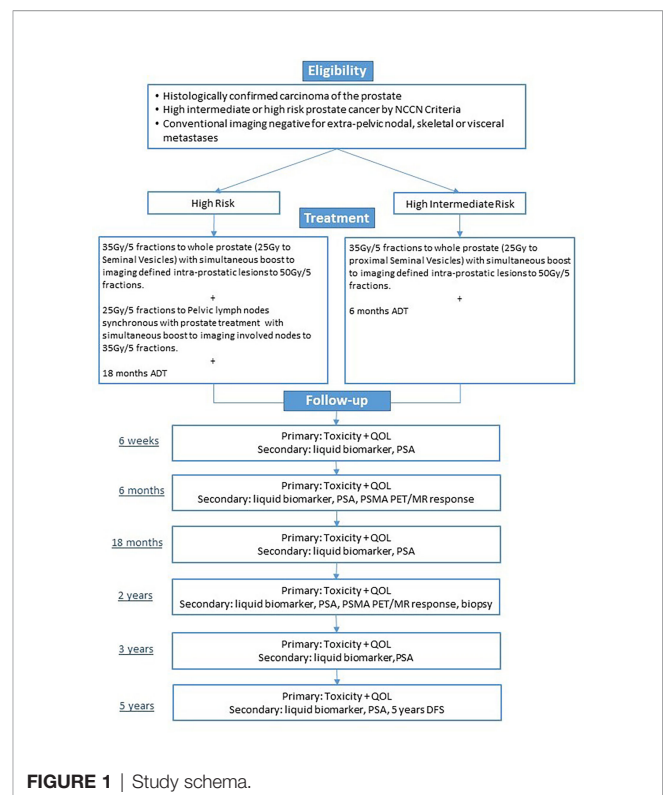 Eligibility
• Histologically confirmed carcinoma of the prostate
• High intermediate or high risk prostate cancer by NCCN Criteria
• Conventional imaging negative for extra-pelvic nodal, skeletal or visceral
metastases
High Risk
High Intermediate Risk
Treatment
35Gy/5 fractions to whole prostate (25Gy to
Seminal Vesicles) with simultaneous boost to
imaging defined intra-prostatic lesions to 50Gy/5
fractions.
+
25Gy/5 fractions to Pelvic lymph nodes
synchronous with prostate treatment with
simultaneous boost to imaging involved nodes to
35Gy/5 fractions.
+
18 months ADT
35Gy/5 fractions to whole prostate (25Gy to
proximal Seminal Vesicles) with simultaneous boost
to imaging defined intra-prostatic lesions to 50Gy/5
fractions.
+
6 months ADT
Follow-up
6 weeks
Primary: Toxicity + QOL
Secondary: liquid biomarker, PSA
6 months
Primary: Toxicity + QOL
Secondary: liquid biomarker, PSA, PSMA PET/MR response
18 months
Primary: Toxicity + QOL
Secondary: liquid biomarker, PSA
2 years
Primary: Toxicity + QOL
Secondary: liquid biomarker, PSA, PSMA PET/MR response, biopsy
3 years
Primary: Toxicity + QOL
Secondary: liquid biomarker,PSA
5 years
Primary: Toxicity + QOL
Secondary: liquid biomarker, PSA, 5 years DFS
FIGURE 1 | Study schema.